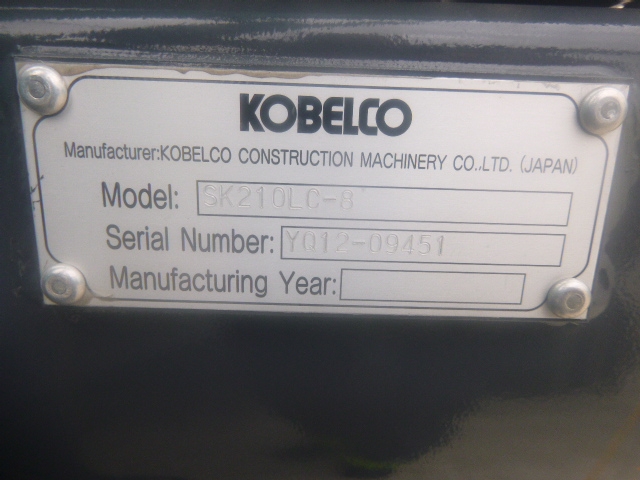 KOBELCO
Manufacturer:KOBELCO CONSTRUCTION MACHINERY CO.,LTD. (JAPAN)
Model: SK210LC-8
Serial Number: YQ12-09451
Manufacturing Year: